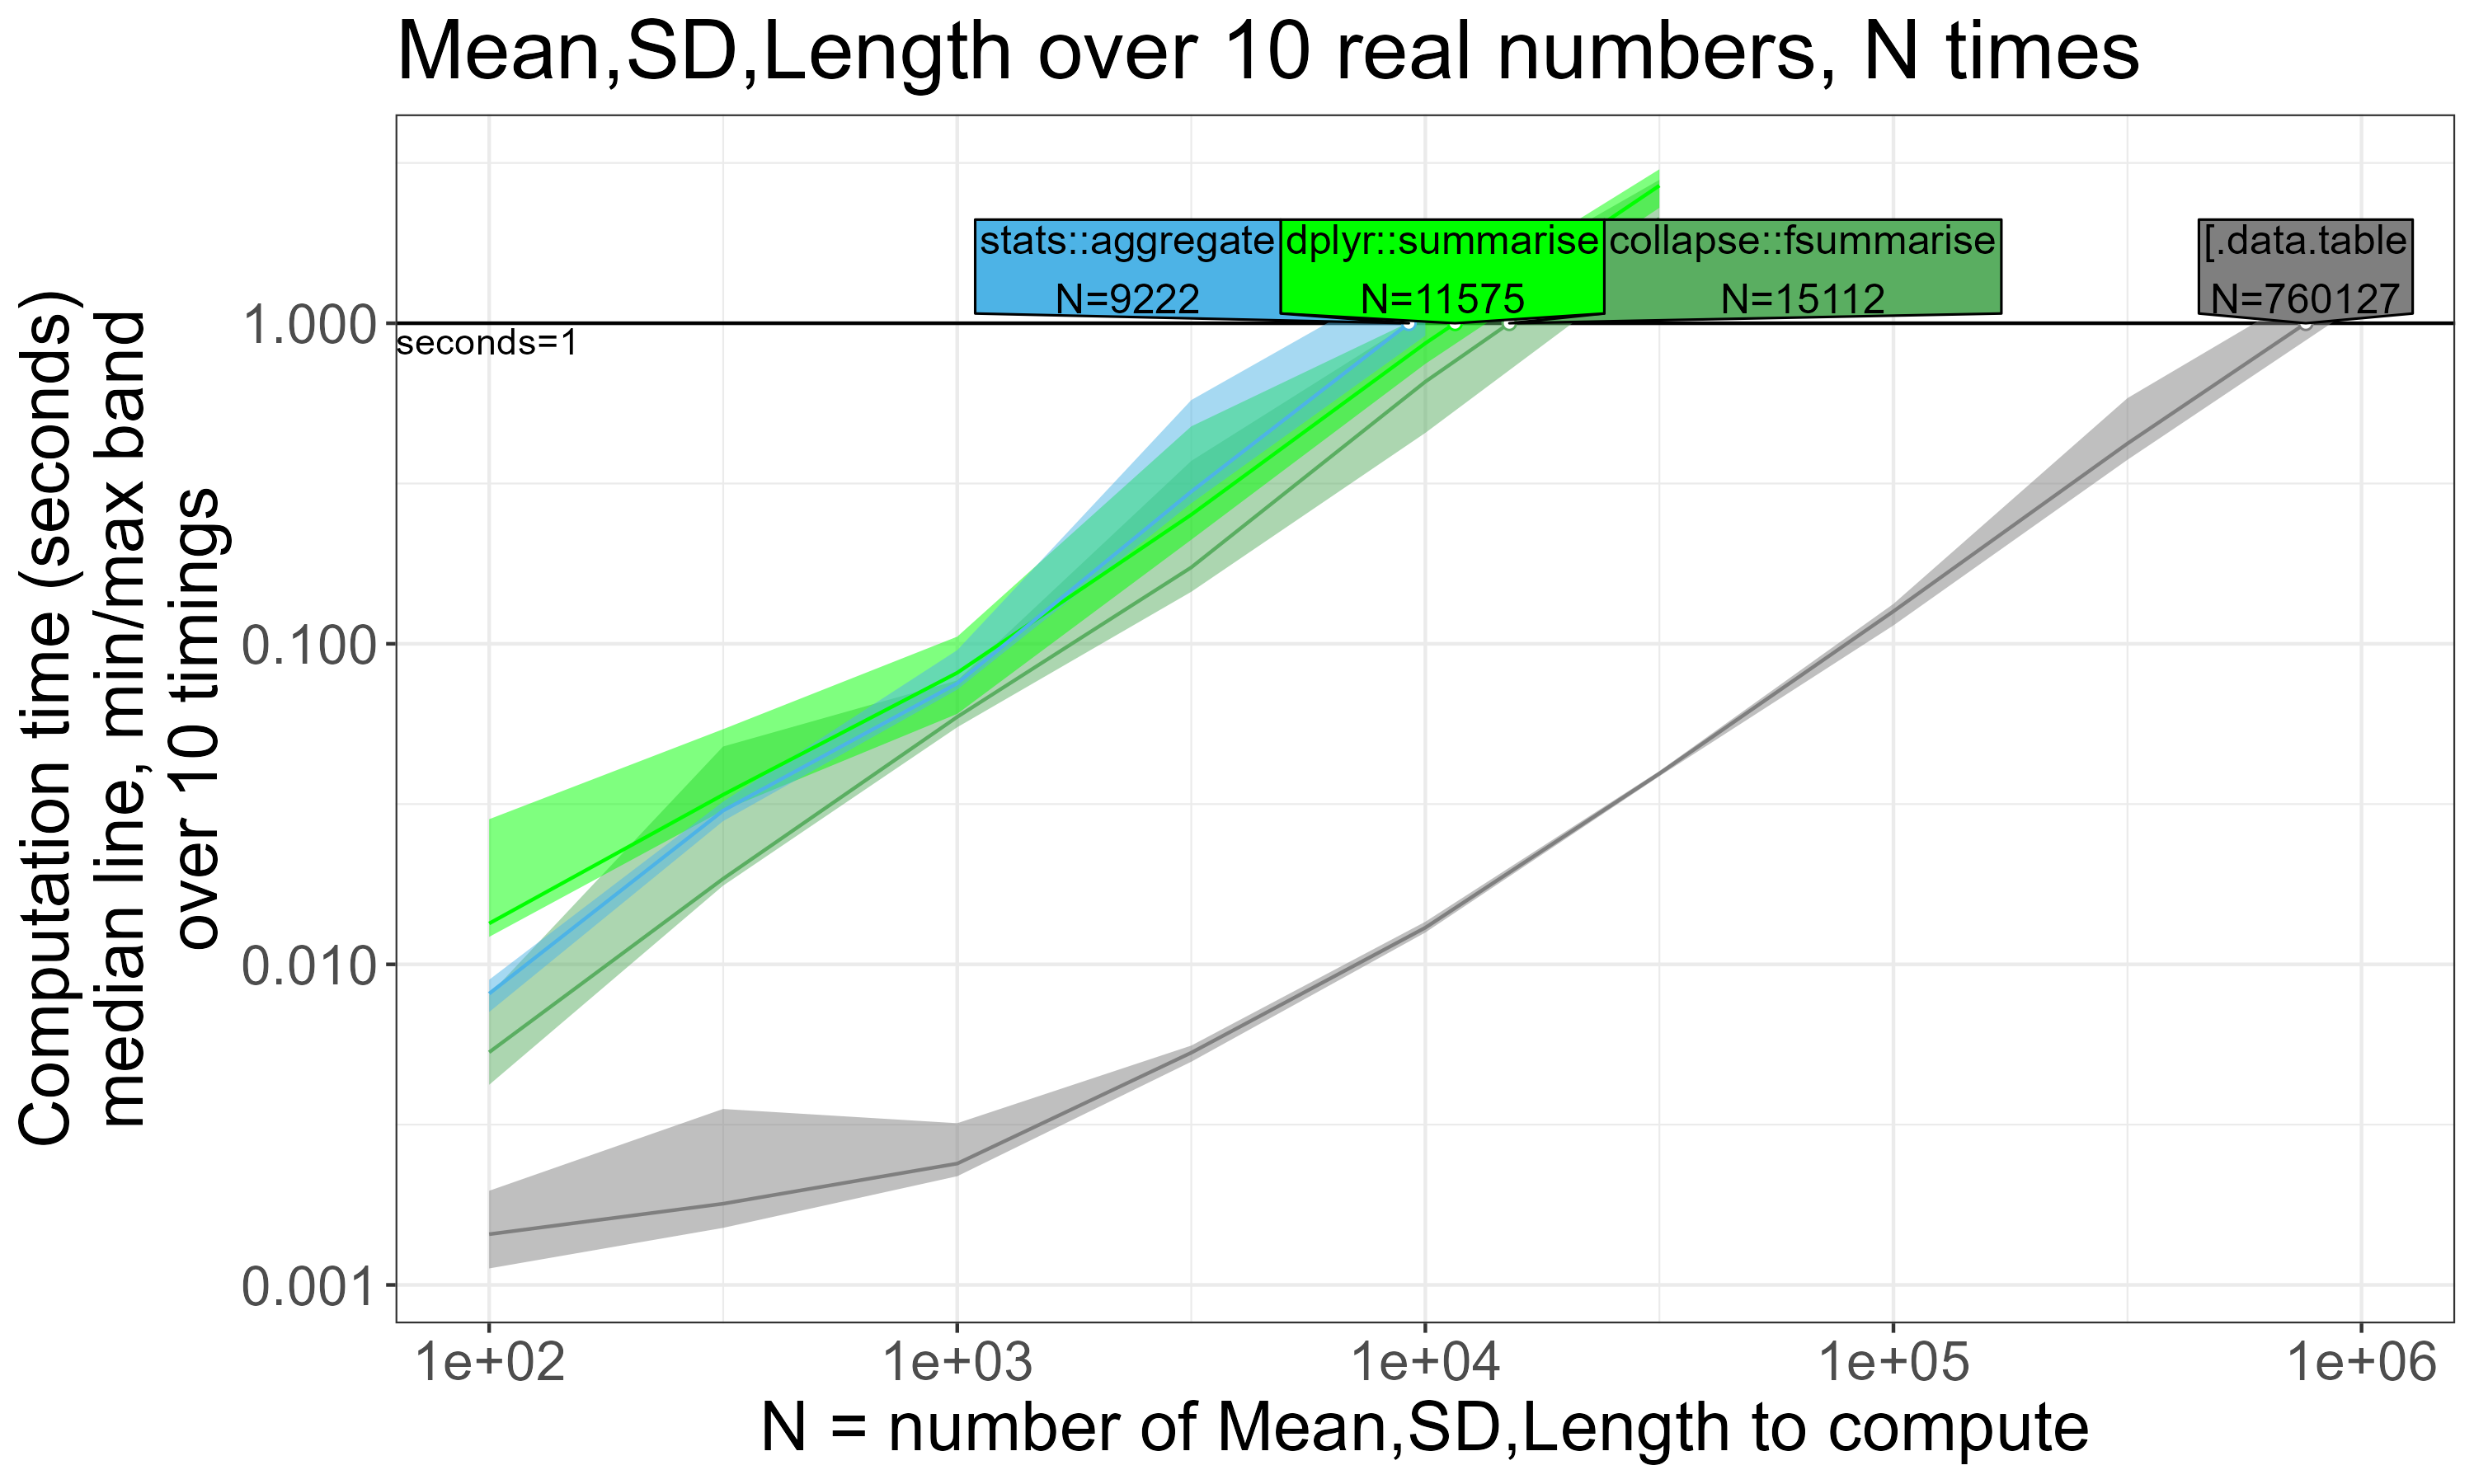 Mean,SD,Length over 10 real numbers, N times
Computation time (seconds)
median line, min/max band
over 10 timings
1.000
0.100
0.010
0.001
seconds=1
stats::aggregate
N=9222
dplyr::summarise
N=11575
collapse::fsummarise
N=15112
[.data.table
N=760127
1e+02
1e+03
1e+04
1e+05
1e+06
N = number of Mean,SD,Length to compute